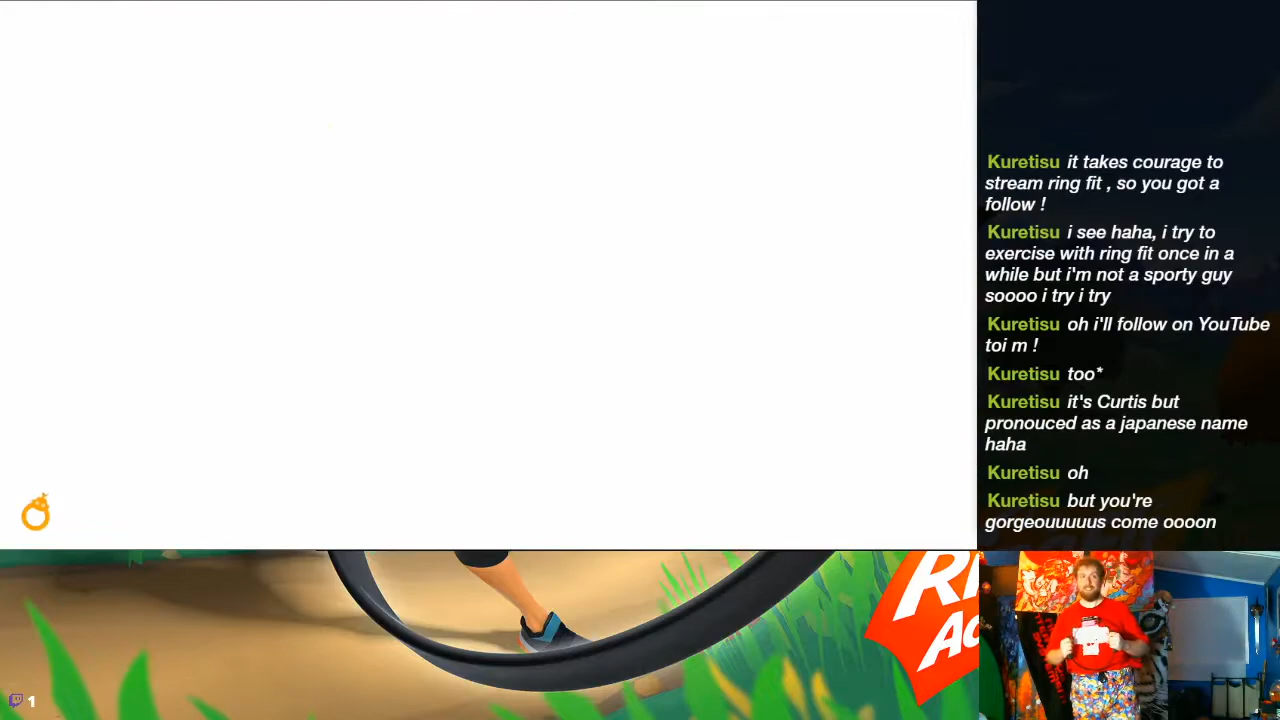 Kuretisu it takes courage to
stream ring fit , so you got a
follow !
Kuretisu i see haha, i try to
exercise with ring fit once in a
while but i'm not a sporty guy
soooo i try i try
Kuretisu oh i'll follow on YouTube
toi m !
Kuretisu too*
Kuretisu it's Curtis but
pronouced as a japanese name
haha
Kuretisu oh
Kuretisu but you're
gorgeouuuuus come oooon
1